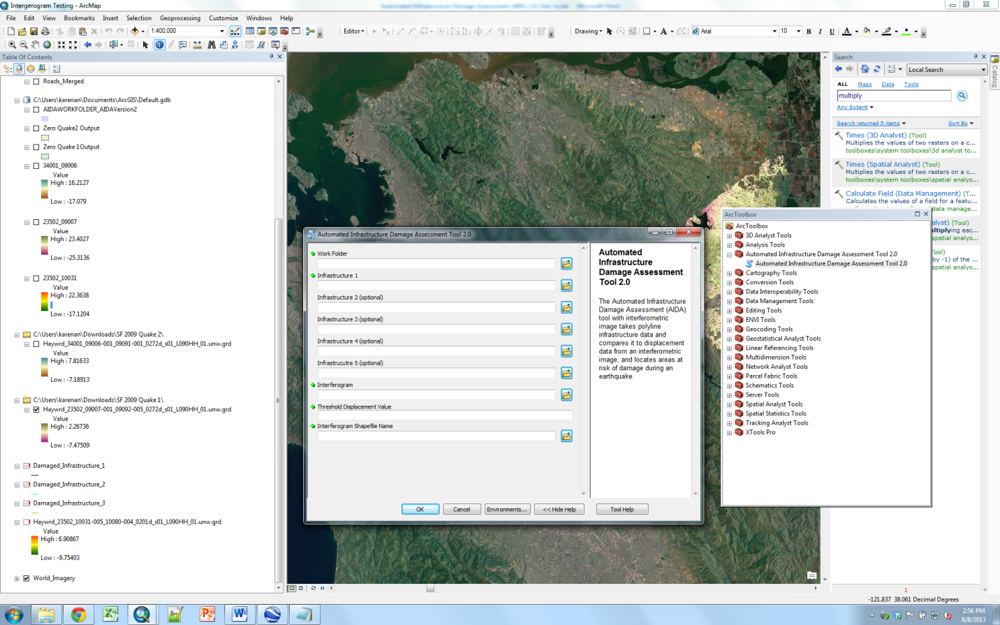 Intergerogram Testing - ArcMap
File Edit View Bookmarks Insert Selection Geoprocessing Customize Windows Help
1:400,000
Editor
Drawing
Arial
10
B I U A
Table Of Contents
Roads_Merged
C:\Users\karenan\Documents\ArcGIS\Default.gdb
AIDAWORKFOLDER_AIDAVersion2
Zero Quake2 Output
Zero Quake 1Output
34001_09006
Value
High : 16.2127
Low : -17.079
23502_09007
Value
High : 23.4027
Low : -25.3136
23502_10031
Value
High : 22.3638
Low : -17.1204
C:\Users\karenan\Downloads\SF 2009 Quake 2\
Haywrd_34001_09006-001_09091-001_0272d_s01_L090HH_01.unw.grd
Value
High : 7.81633
Low : -7.18913
C:\Users\karenan\Downloads\SF 2009 Quake 1\
Haywrd_23502_09007-001_09092-005_0272d_s01_L090HH_01.unw.grd
Value
High : 2.26736
Low : -7.47509
Damaged_Infrastructure_1
Damaged_Infrastructure_2
Damaged_Infrastructure_3
Haywrd_23502_10031-005_10080-004_0201d_s01_L090HH_01.unw.grd
Value
High : 6.90867
Low : -9.75403
World_Imagery
Automated Infrastructure Damage Assessment Tool 2.0
Work Folder
Infrastructure 1
Infrastructure 2 (optional)
Infrastructure 3 (optional)
Infrastructure 4 (optional)
Infrastrucutre 5 (optional)
Interferogram
Threshold Displacement Value
Interferogram Shapefile Name
OK
Cancel
Environments...
<< Hide Help
Tool Help
Automated
Infrastructure
Damage Assessment
Tool 2.0
The Automated Infrastructure
Damage Assessment (AIDA)
tool with interferometric
image takes polyline
infrastructure data and
compares it to displacement
data from an interferometric
image, and locates areas at
risk of damage during an
earthquake.
ArcToolbox
ArcToolbox
3D Analyst Tools
Analysis Tools
Automated Infrastructure Damage Assessment Tool 2.0
Automated Infrastructure Damage Assessment Tool 2.0
Cartography Tools
Conversion Tools
Data Interoperability Tools
Data Management Tools
Editing Tools
ENVI Tools
Geocoding Tools
Geostatistical Analyst Tools
Linear Referencing Tools
Multidimension Tools
Network Analyst Tools
Parcel Fabric Tools
Schematics Tools
Server Tools
Spatial Analyst Tools
Spatial Statistics Tools
Tracking Analyst Tools
XTools Pro
Search
Local Search
ALL Maps Data Tools
multiply
Any Extent
Search returned 5 items
Sort By
Times (3D Analyst) (Tool)
Multiplies the values of two rasters on a c...
toolboxes\system toolboxes\3d analyst to...
Times (Spatial Analyst) (Tool)
Multiplies the values of two rasters on a c...
toolboxes\system toolboxes\spatial analys...
Calculate Field (Data Management) (T...
Calculates the values of a field for a featu...
data manage...
alyst) (Tool)
ltiplying each...
spatial analys...
Tool)
by -1) of the ...
spatial analys...
Catalog
1
-121.837 38.061 Decimal Degrees
2:56 PM
8/8/2013